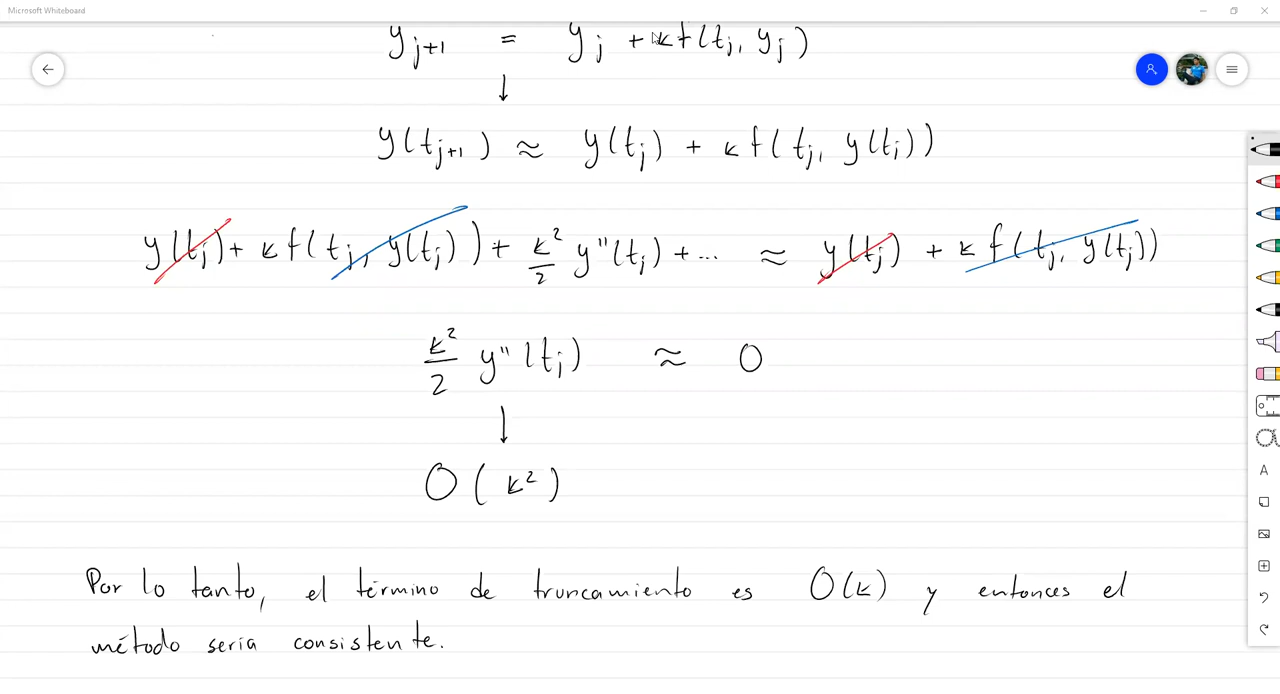 Microsoft Whiteboard
y_{j+1} = y_j + k f(t_j, y_j)
↓
y(t_{j+1}) ≈ y(t_j) + k f(t_j, y(t_j))
y(t_j) + k f(t_j, y(t_j)) + k²/2 y''(t_j) + ... ≈ y(t_j) + k f(t_j, y(t_j))
k²/2 y''(t_j) ≈ 0
↓
O(k²)
Por lo tanto, el término de truncamiento es O(k) y entonces el
método sería consistente.